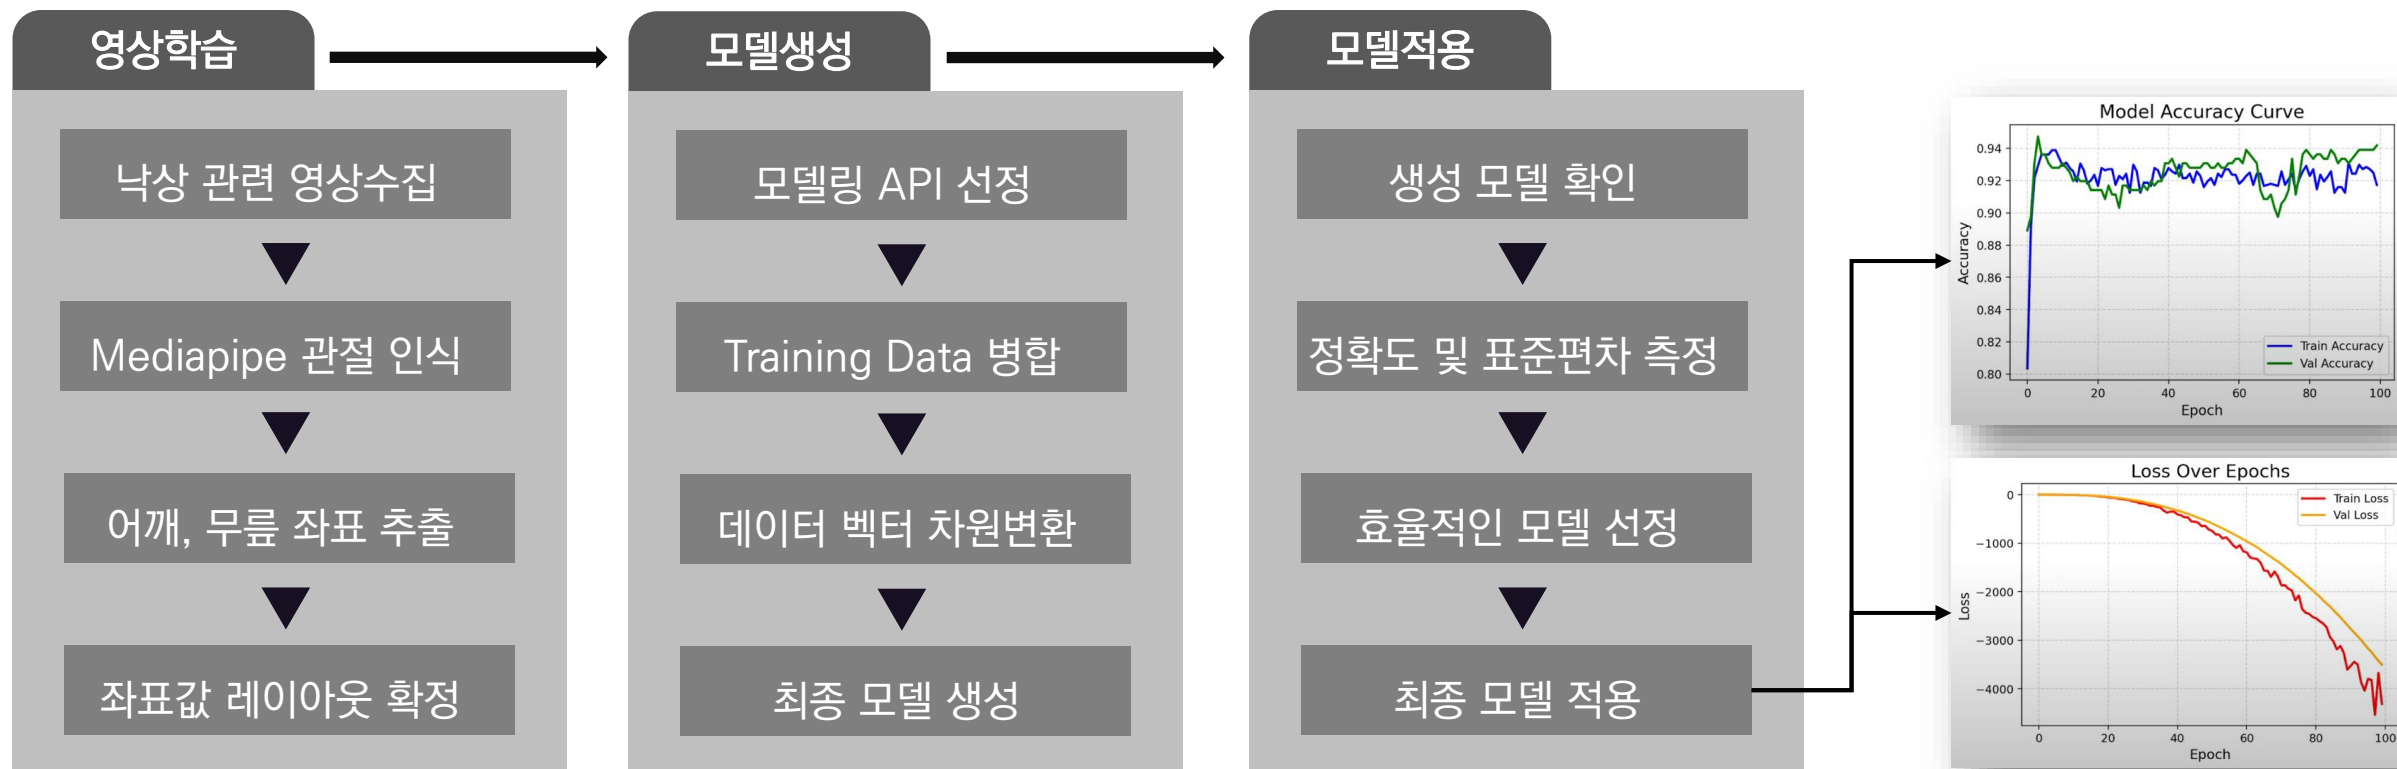 영상학습
낙상 관련 영상수집
Mediapipe 관절 인식
어깨, 무릎 좌표 추출
좌표값 레이아웃 확정
모델생성
모델링 API 선정
Training Data 병합
데이터 벡터 차원변환
최종 모델 생성
모델적용
생성 모델 확인
정확도 및 표준편차 측정
효율적인 모델 선정
최종 모델 적용
Model Accuracy Curve
Accuracy
0.94
0.92
0.90
0.88
0.86
0.84
0.82
0.80
Train Accuracy
Val Accuracy
0 20 40 60 80 100
Epoch
Loss Over Epochs
Loss
0
−1000
−2000
−3000
−4000
Train Loss
Val Loss
0 20 40 60 80 100
Epoch